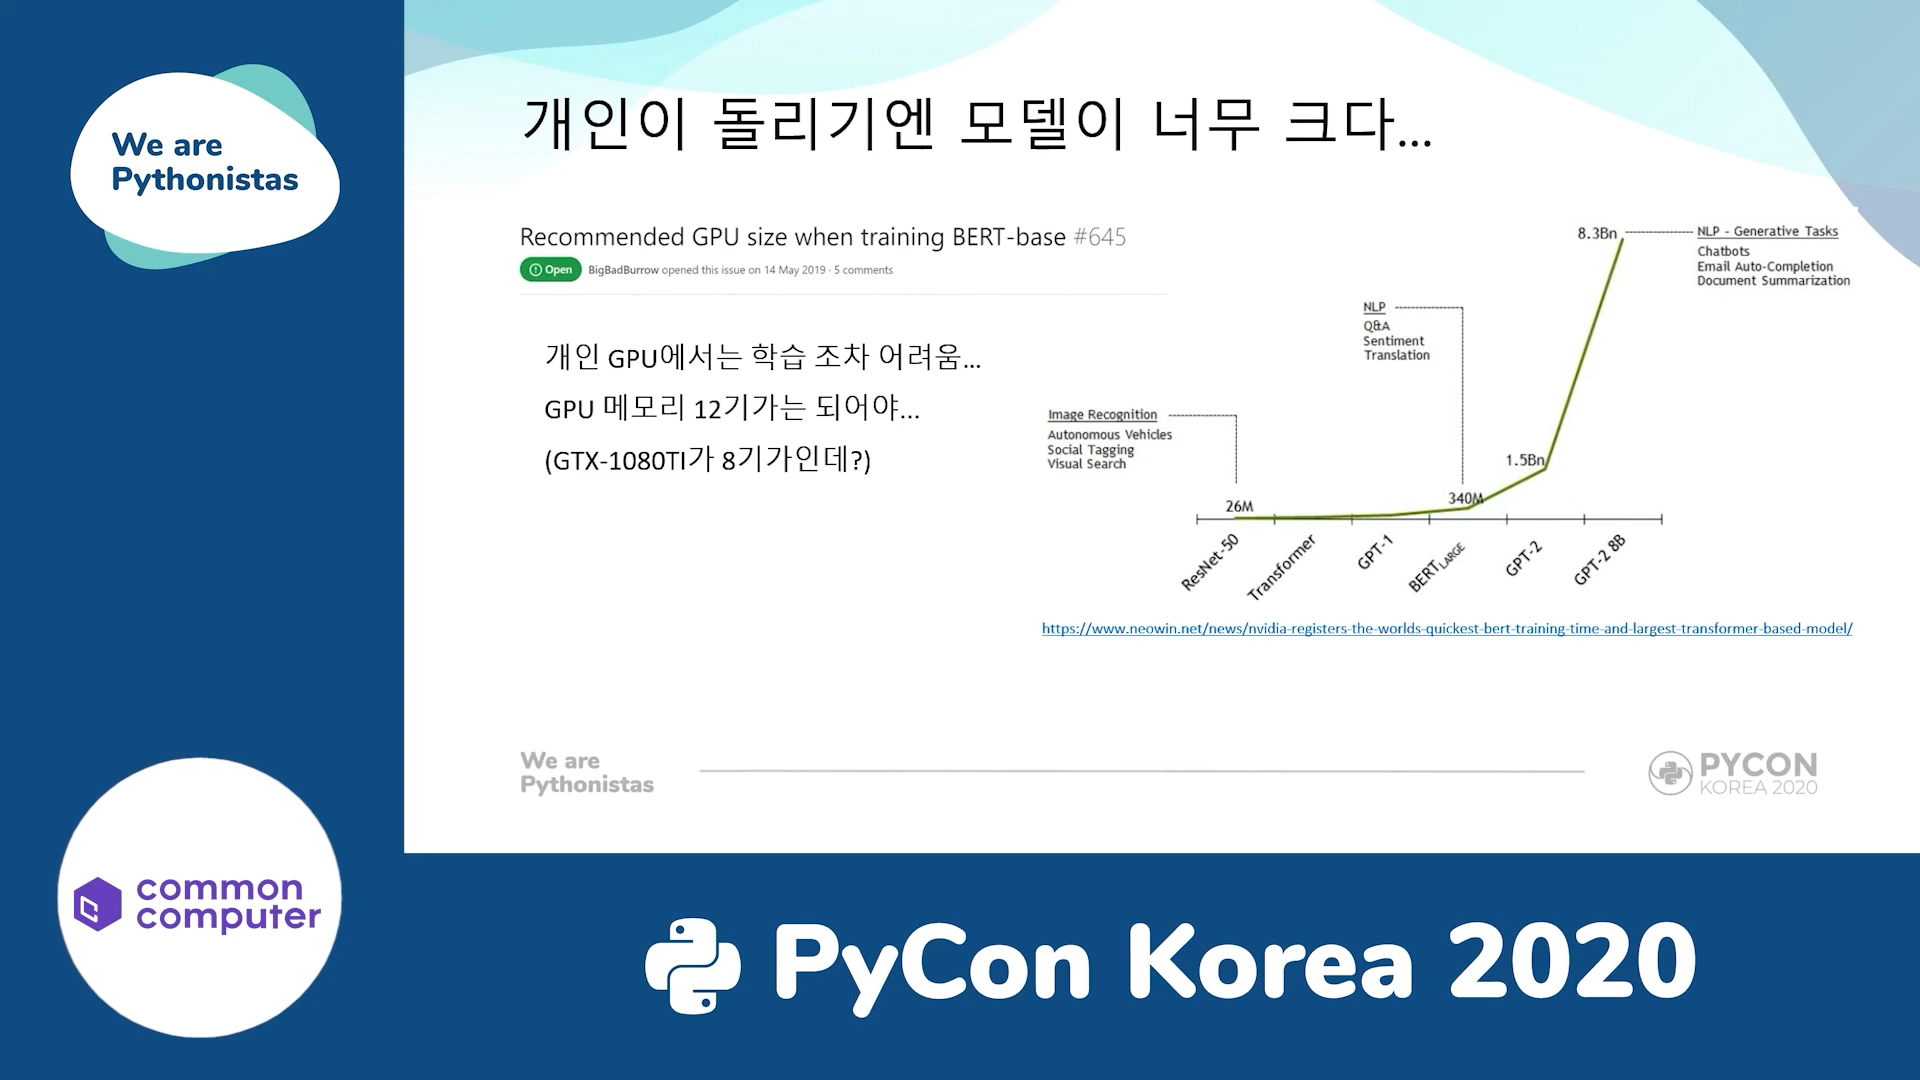 We are
Pythonistas
개인이 돌리기엔 모델이 너무 크다...
Recommended GPU size when training BERT-base #645
Open BigBadBurrow opened this issue on 14 May 2019 · 5 comments
개인 GPU에서는 학습 조차 어려움...
GPU 메모리 12기가는 되어야...
(GTX-1080TI가 8기가인데?)
8.3Bn
NLP - Generative Tasks
Chatbots
Email Auto-Completion
Document Summarization
NLP
Q&A
Sentiment
Translation
Image Recognition
Autonomous Vehicles
Social Tagging
Visual Search
1.5Bn
340M
26M
ResNet-50
Transformer
GPT-1
BERT LARGE
GPT-2
GPT-2 8B
https://www.neowin.net/news/nvidia-registers-the-worlds-quickest-bert-training-time-and-largest-transformer-based-model/
We are
Pythonistas
PYCON
KOREA 2020
common
computer
PyCon Korea 2020